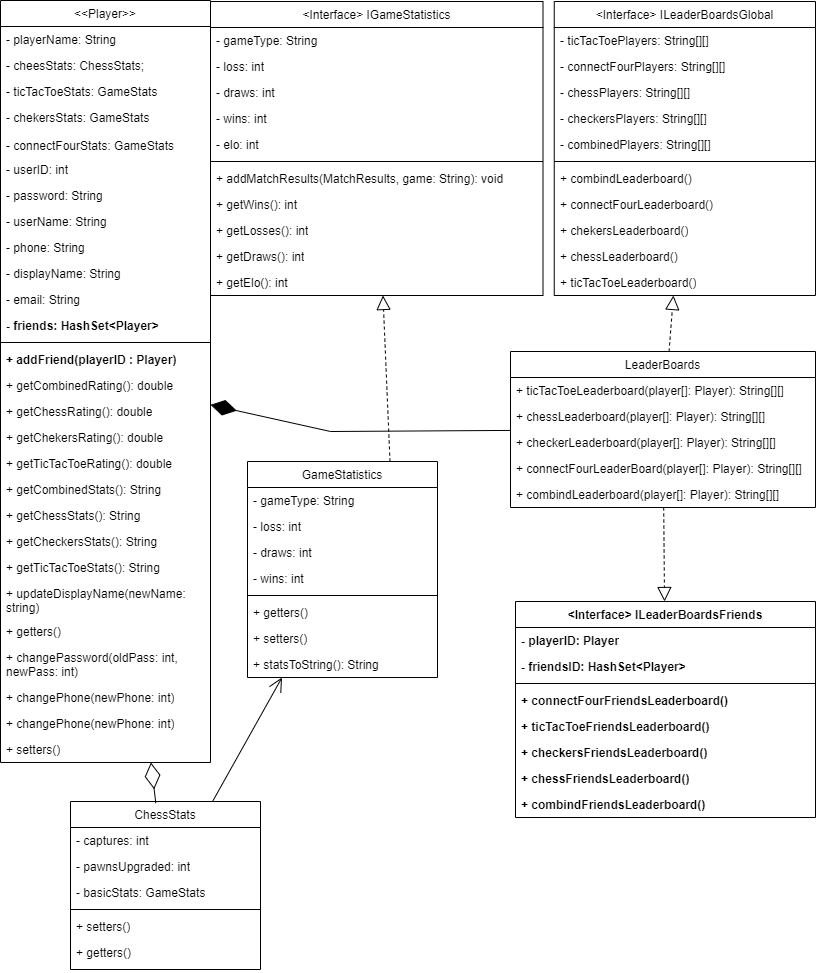 <<Player>>
- playerName: String
- cheesStats: ChessStats;
- ticTacToeStats: GameStats
- chekersStats: GameStats
- connectFourStats: GameStats
- userID: int
- password: String
- userName: String
- phone: String
- displayName: String
- email: String
- friends: HashSet<Player>
+ addFriend(playerID : Player)
+ getCombinedRating(): double
+ getChessRating(): double
+ getChekersRating(): double
+ getTicTacToeRating(): double
+ getCombinedStats(): String
+ getChessStats(): String
+ getCheckersStats(): String
+ getTicTacToeStats(): String
+ updateDisplayName(newName:
string)
+ getters()
+ changePassword(oldPass: int,
newPass: int)
+ changePhone(newPhone: int)
+ changePhone(newPhone: int)
+ setters()
<Interface> IGameStatistics
- gameType: String
- loss: int
- draws: int
- wins: int
- elo: int
+ addMatchResults(MatchResults, game: String): void
+ getWins(): int
+ getLosses(): int
+ getDraws(): int
+ getElo(): int
<Interface> ILeaderBoardsGlobal
- ticTacToePlayers: String[][]
- connectFourPlayers: String[][]
- chessPlayers: String[][]
- checkersPlayers: String[][]
- combinedPlayers: String[][]
+ combindLeaderboard()
+ connectFourLeaderboard()
+ chekersLeaderboard()
+ chessLeaderboard()
+ ticTacToeLeaderboard()
LeaderBoards
+ ticTacToeLeaderboard(player[]: Player): String[][]
+ chessLeaderboard(player[]: Player): String[][]
+ checkerLeaderboard(player[]: Player): String[][]
+ connectFourLeaderBoard(player[]: Player): String[][]
+ combindLeaderboard(player[]: Player): String[][]
GameStatistics
- gameType: String
- loss: int
- draws: int
- wins: int
+ getters()
+ setters()
+ statsToString(): String
<Interface> ILeaderBoardsFriends
- playerID: Player
- friendsID: HashSet<Player>
+ connectFourFriendsLeaderboard()
+ ticTacToeFriendsLeaderboard()
+ checkersFriendsLeaderboard()
+ chessFriendsLeaderboard()
+ combindFriendsLeaderboard()
ChessStats
- captures: int
- pawnsUpgraded: int
- basicStats: GameStats
+ setters()
+ getters()